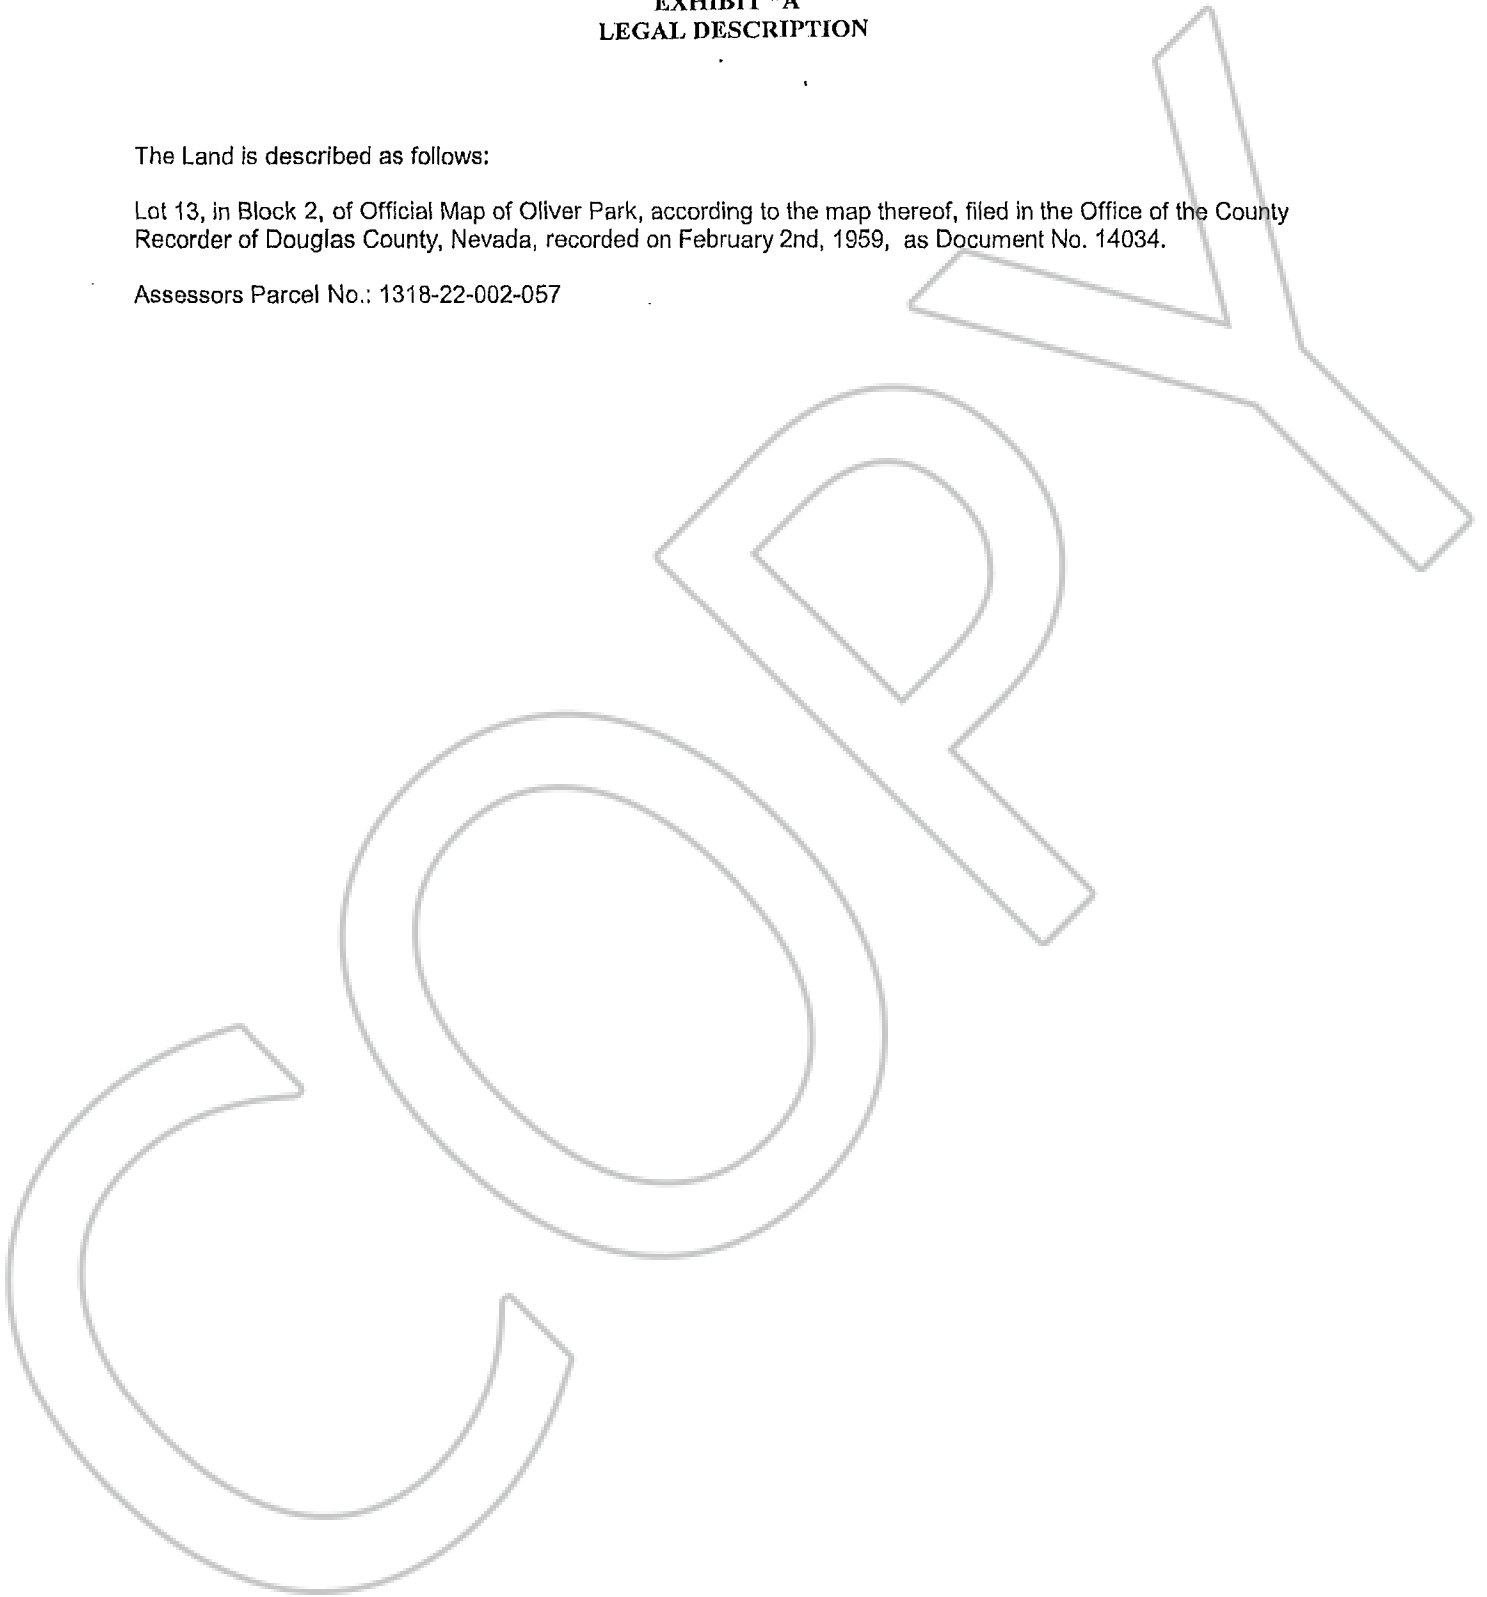 EXHIBIT "A
LEGAL DESCRIPTION
The Land is described as follows:
Lot 13, in Block 2, of Official Map of Oliver Park, according to the map thereof, filed in the Office of the County
Recorder of Douglas County, Nevada, recorded on February 2nd, 1959, as Document No. 14034.
Assessors Parcel No.: 1318-22-002-057
COPY